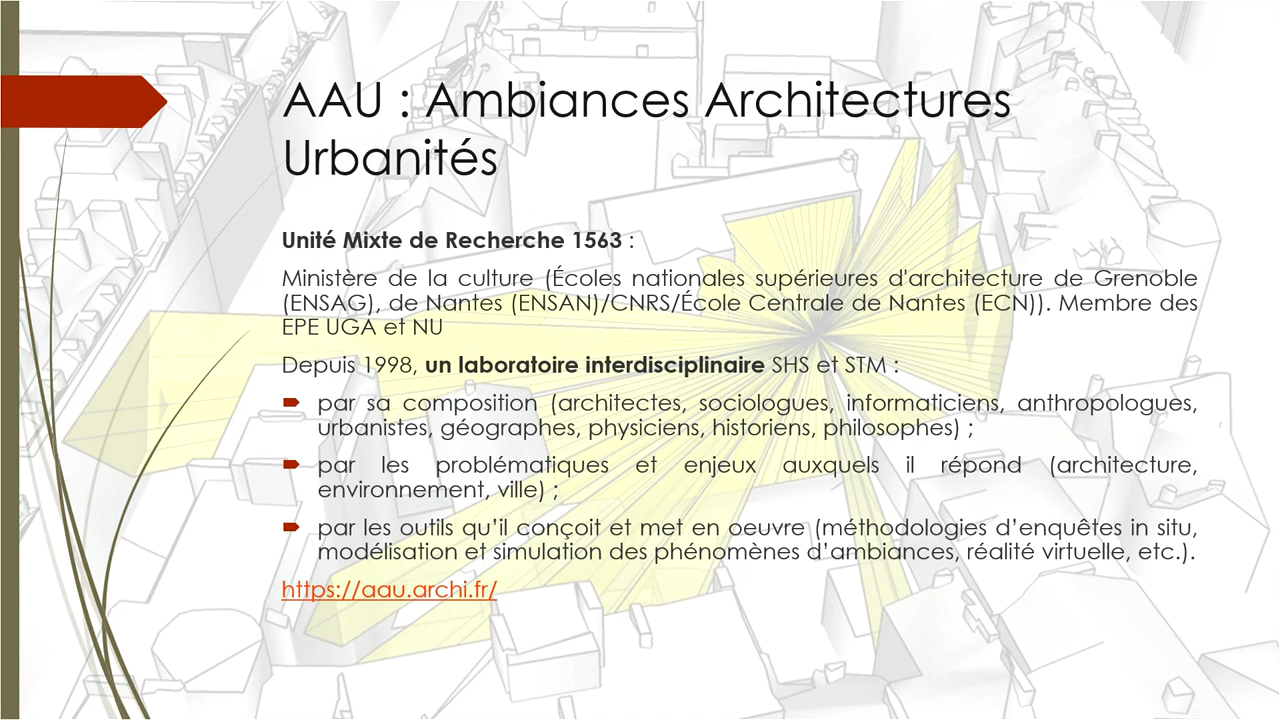 AAU : Ambiances Architectures
Urbanités
Unité Mixte de Recherche 1563 :
Ministère de la culture (Écoles nationales supérieures d'architecture de Grenoble
(ENSAG), de Nantes (ENSAN)/CNRS/École Centrale de Nantes (ECN)). Membre des
EPE UGA et NU
Depuis 1998, un laboratoire interdisciplinaire SHS et STM :
par sa composition (architectes, sociologues, informaticiens, anthropologues,
urbanistes, géographes, physiciens, historiens, philosophes) ;
par les problématiques et enjeux auxquels il répond (architecture,
environnement, ville) ;
par les outils qu’il conçoit et met en oeuvre (méthodologies d’enquêtes in situ,
modélisation et simulation des phénomènes d’ambiances, réalité virtuelle, etc.).
https://aau.archi.fr/